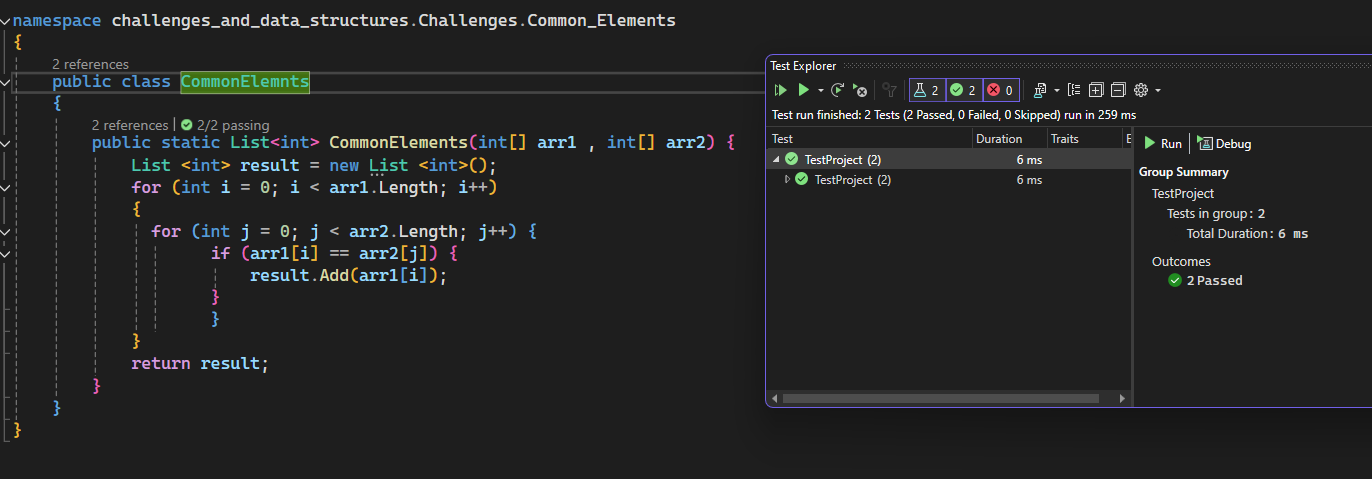 namespace challenges_and_data_structures.Challenges.Common_Elements
{
2 references
public class CommonElemnts
{
2 references | 2/2 passing
public static List<int> CommonElements(int[] arr1 , int[] arr2) {
List <int> result = new List <int>();
for (int i = 0; i < arr1.Length; i++)
{
for (int j = 0; j < arr2.Length; j++) {
if (arr1[i] == arr2[j]) {
result.Add(arr1[i]);
}
}
}
return result;
}
}
}
Test Explorer
2 2 0
Test run finished: 2 Tests (2 Passed, 0 Failed, 0 Skipped) run in 259 ms
Test Duration Traits E
TestProject (2) 6 ms
TestProject (2) 6 ms
Run Debug
Group Summary
TestProject
Tests in group: 2
Total Duration: 6 ms
Outcomes
2 Passed